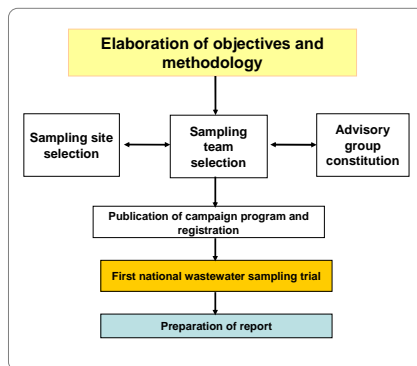 Elaboration of objectives and
methodology
Sampling site
selection
Sampling
team
selection
Advisory
group
constitution
Publication of campaign program and
registration
First national wastewater sampling trial
Preparation of report